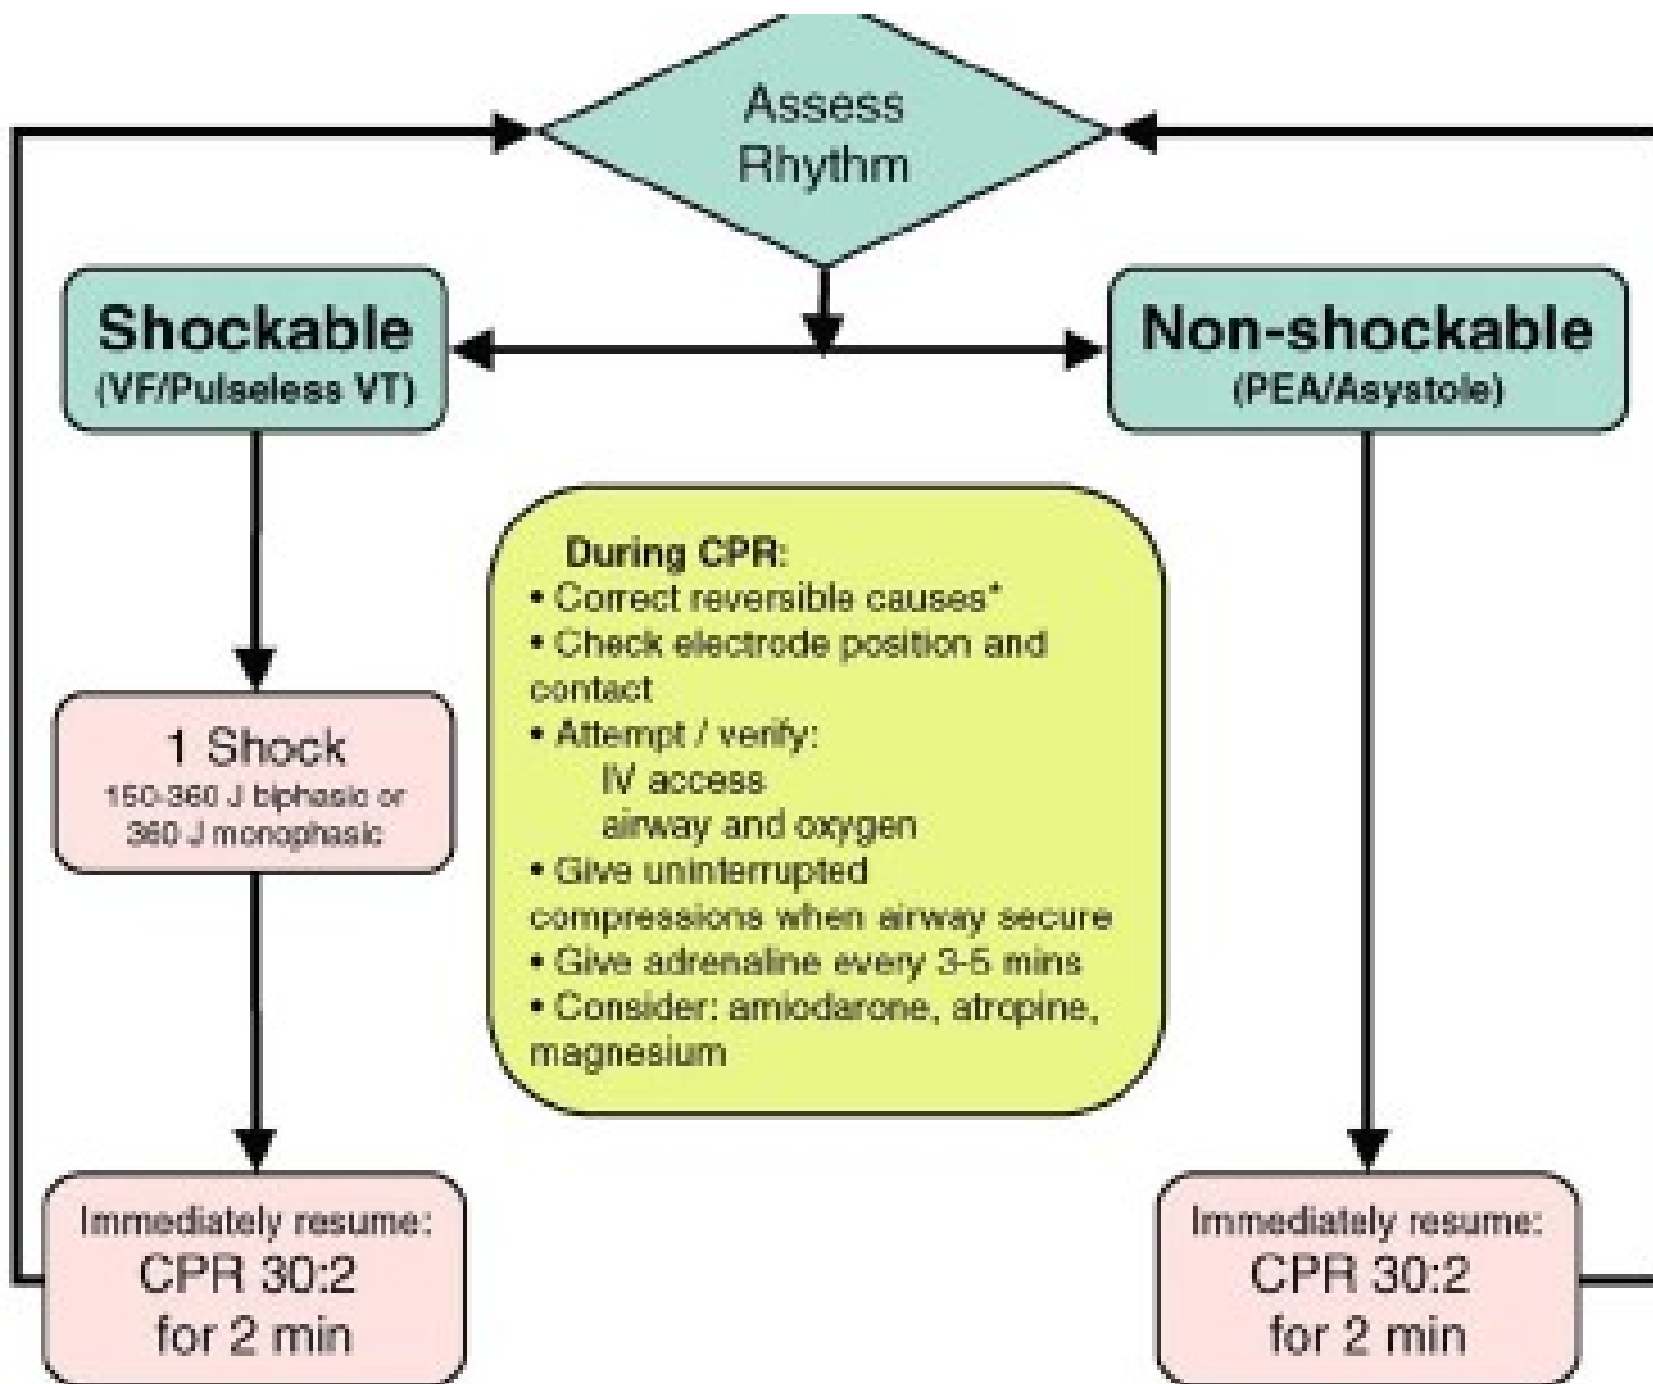 Assess
Rhythm
Shockable
(VF/Pulseless VT)
Non-shockable
(PEA/Asystole)
During CPR:
• Correct reversible causes*
• Check electrode position and
contact
• Attempt / verify:
IV access
airway and oxygen
• Give uninterrupted
compressions when airway secure
• Give adrenaline every 3-5 mins
• Consider: amiodarone, atropine,
magnesium
1 Shock
150-360 J biphasic or
360 J monophasic
Immediately resume:
CPR 30:2
for 2 min
Immediately resume:
CPR 30:2
for 2 min